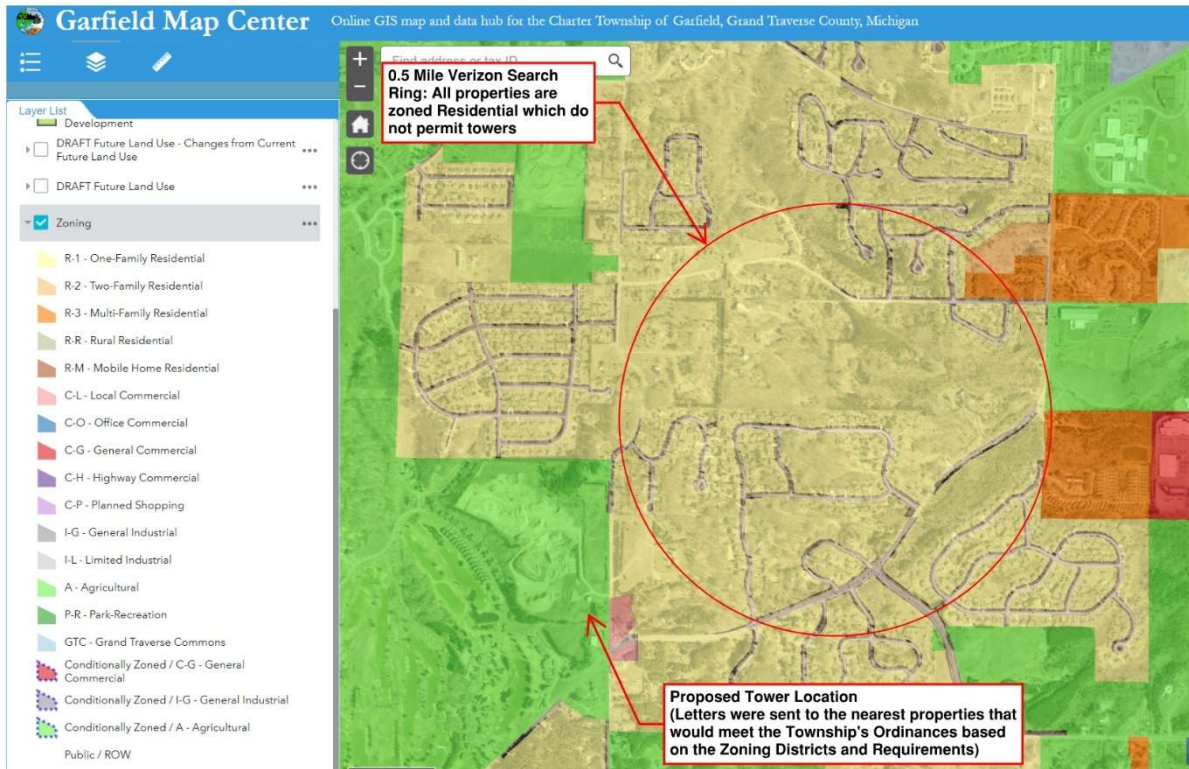 Garfield Map Center
Online GIS map and data hub for the Charter Township of Garfield, Grand Traverse County, Michigan
Layer List
Development
DRAFT Future Land Use - Changes from Current
Future Land Use
DRAFT Future Land Use
Zoning
R-1 - One-Family Residential
R-2 - Two-Family Residential
R-3 - Multi-Family Residential
R-R - Rural Residential
R-M - Mobile Home Residential
C-L - Local Commercial
C-O - Office Commercial
C-G - General Commercial
C-H - Highway Commercial
C-P - Planned Shopping
I-G - General Industrial
I-L - Limited Industrial
A - Agricultural
P-R - Park-Recreation
GTC - Grand Traverse Commons
Conditionally Zoned / C-G - General
Commercial
Conditionally Zoned / I-G - General Industrial
Conditionally Zoned / A - Agricultural
Public / ROW
+
−
Find address or tax ID
0.5 Mile Verizon Search
Ring: All properties are
zoned Residential which do
not permit towers
Proposed Tower Location
(Letters were sent to the nearest properties that
would meet the Township's Ordinances based
on the Zoning Districts and Requirements)